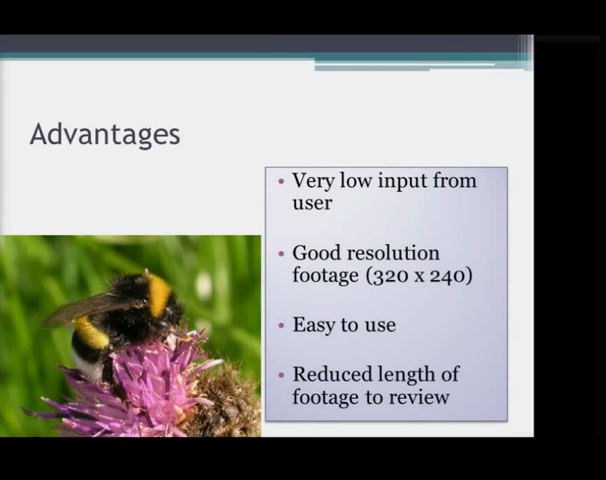 Advantages
• Very low input from
user
• Good resolution
footage (320 x 240)
• Easy to use
• Reduced length of
footage to review